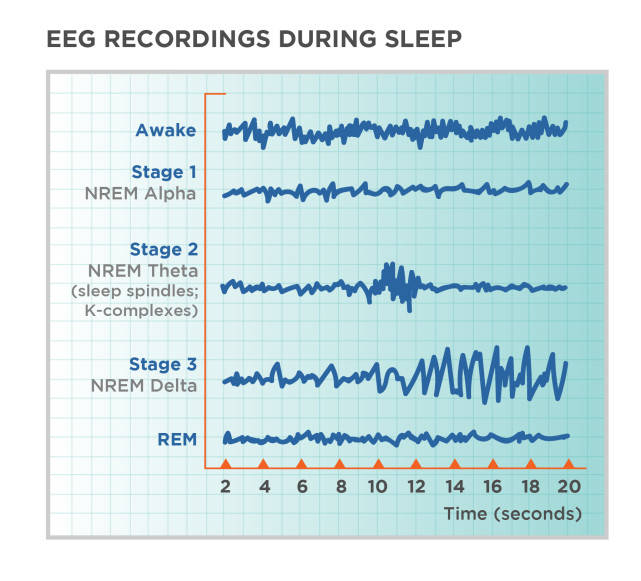 EEG RECORDINGS DURING SLEEP
Awake
Stage 1
NREM Alpha
Stage 2
NREM Theta
(sleep spindles;
K-complexes)
Stage 3
NREM Delta
REM
2 4 6 8 10 12 14 16 18 20
Time (seconds)